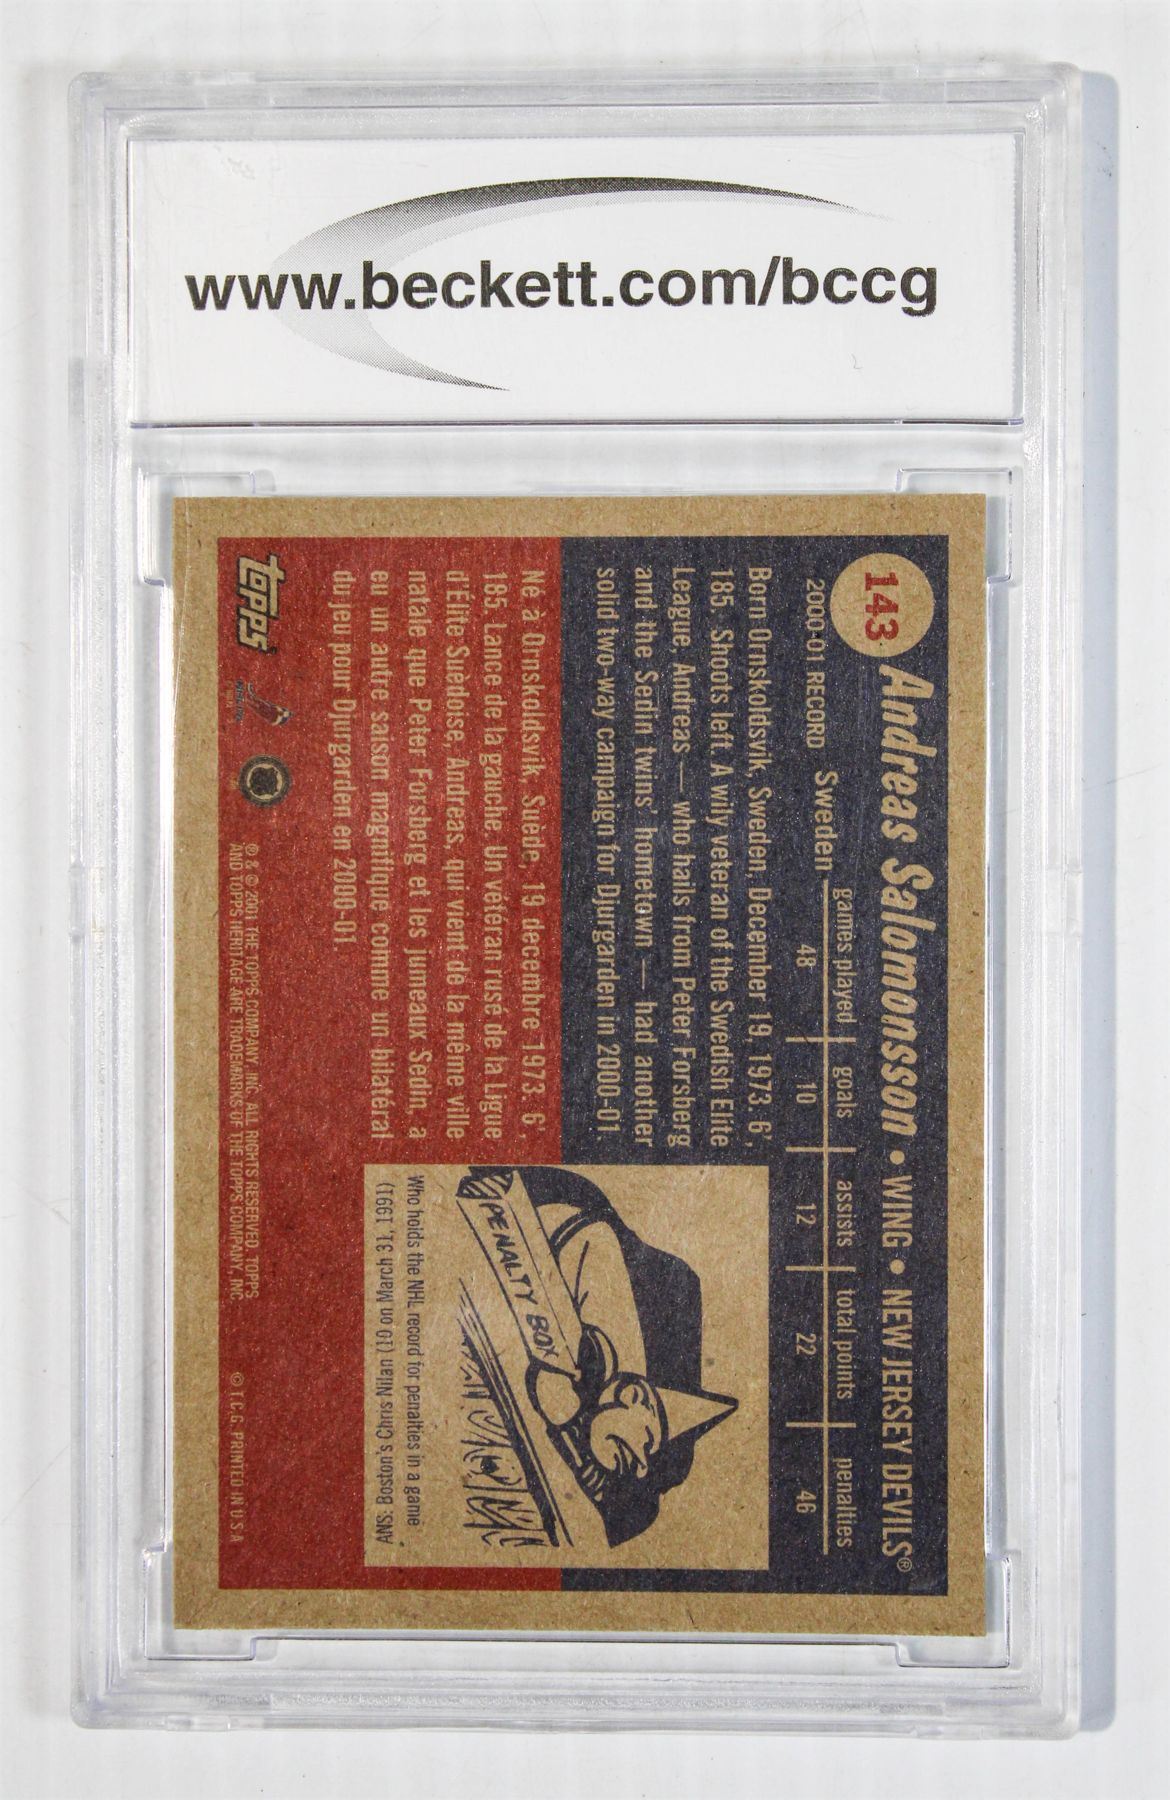 www.beckett.com/bccg
143 Andreas Salomonsson • WING • NEW JERSEY DEVILS®
games played goals assists total points penalties
2000-01 RECORD Sweden 48 10 12 22 46
Born Ornskoldsvik, Sweden, December 19, 1973. 6',
185. Shoots left. A wily veteran of the Swedish Elite
League, Andreas — who hails from Peter Forsberg
and the Sedin twins' hometown — had another
solid two-way campaign for Djurgarden in 2000-01.
Né à Ornskoldsvik, Suède, 19 decembre 1973. 6',
185. Lance de la gauche. Un véteran rusé de la Ligue
d'Élite Suèdoise, Andreas, qui vient de la même ville
natale que Peter Forsberg et les jumeaux Sedin, a
eu un autre saison magnifique comme un bilatéral
du jeu pour Djurgarden en 2000-01.
PENALTY BOX
Who holds the NHL record for penalties in a game
ANS: Boston's Chris Nilan (10 on March 31, 1991)
topps
® & © 2001 THE TOPPS COMPANY, INC. ALL RIGHTS RESERVED. TOPPS
AND TOPPS HERITAGE ARE TRADEMARKS OF THE TOPPS COMPANY, INC.
© T.C.G. PRINTED IN U S A